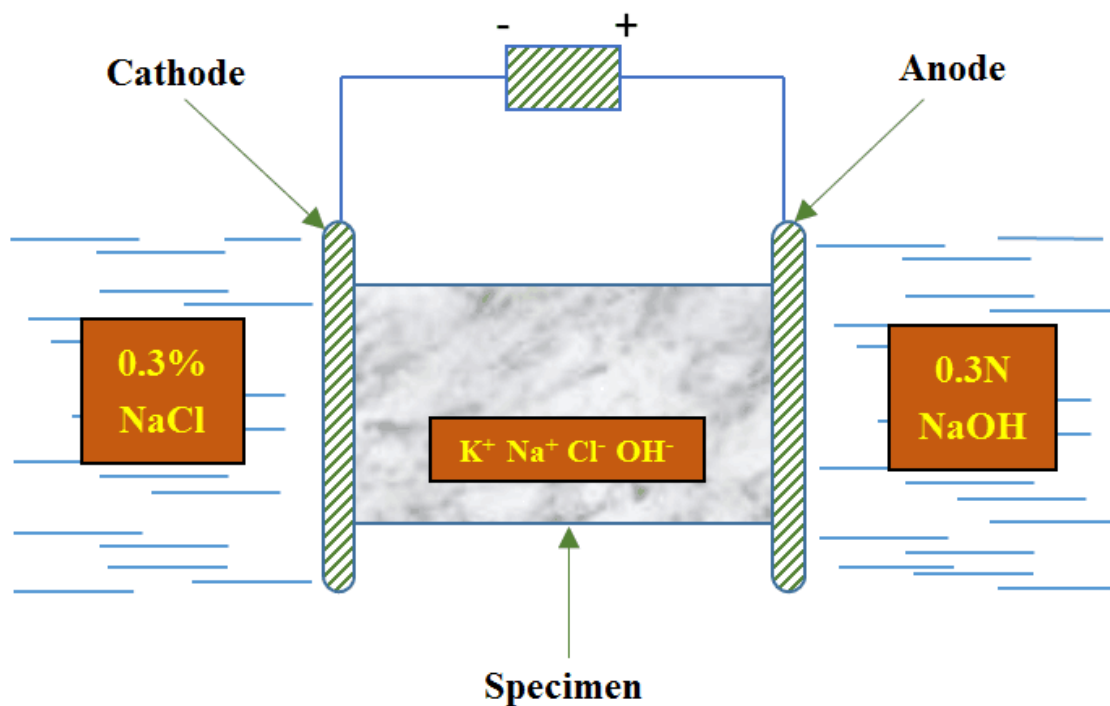 - +
Cathode
Anode
0.3%
NaCl
0.3N
NaOH
K⁺ Na⁺ Cl⁻ OH⁻
Specimen